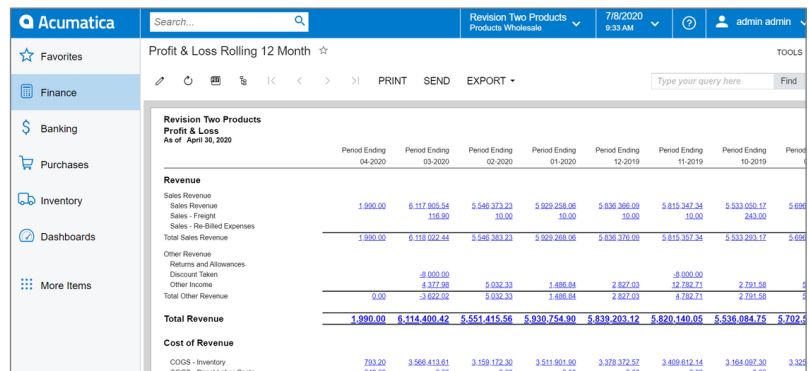 Acumatica
Search...
Revision Two Products
Products Wholesale
7/8/2020
9:33 AM
admin admin
Favorites
Finance
Banking
Purchases
Inventory
Dashboards
More Items
Profit & Loss Rolling 12 Month
TOOLS
PRINT SEND EXPORT
Type your query here Find
Revision Two Products
Profit & Loss
As of April 30, 2020
Period Ending Period Ending Period Ending Period Ending Period Ending Period Ending Period Ending Period
04-2020 03-2020 02-2020 01-2020 12-2019 11-2019 10-2019
Revenue
Sales Revenue
Sales Revenue 1,990.00 6,117,905.54 5,546,373.23 5,929,258.06 5,836,366.09 5,815,347.34 5,533,050.17 5,696
Sales - Freight 116.90 10.00 10.00 10.00 10.00 243.00
Sales - Re-Billed Expenses
Total Sales Revenue 1,990.00 6,118,022.44 5,546,383.23 5,929,268.06 5,836,376.09 5,815,357.34 5,533,293.17 5,696
Other Revenue
Returns and Allowances
Discount Taken -8,000.00 -8,000.00
Other Income 4,377.98 5,032.33 1,486.84 2,827.03 12,782.71 2,791.58 5
Total Other Revenue 0.00 -3,622.02 5,032.33 1,486.84 2,827.03 4,782.71 2,791.58 5
Total Revenue 1,990.00 6,114,400.42 5,551,415.56 5,930,754.90 5,839,203.12 5,820,140.05 5,536,084.75 5,702.5
Cost of Revenue
COGS - Inventory 793.20 3,566,413.61 3,159,172.30 3,511,901.90 3,378,372.57 3,409,612.14 3,164,097.30 3,325